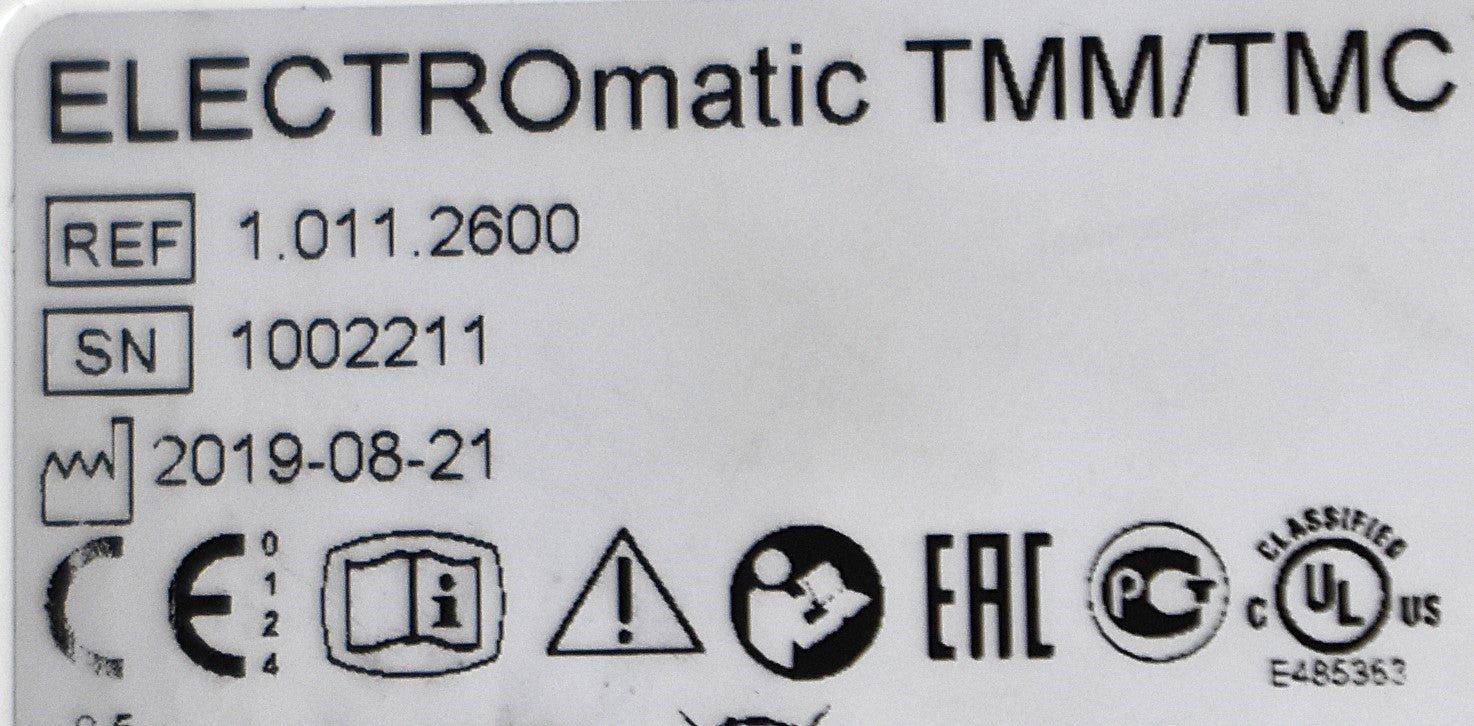 ELECTROmatic TMM/TMC
REF 1.011.2600
SN 1002211
2019-08-21
CE 0124
i
EAC
РСТ
CLASSIFIED
C UL US
E485363